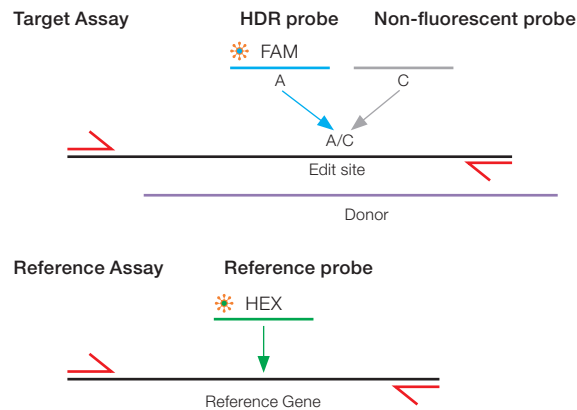 Target Assay HDR probe Non-fluorescent probe
FAM
A C
A/C
Edit site
Donor
Reference Assay Reference probe
HEX
Reference Gene